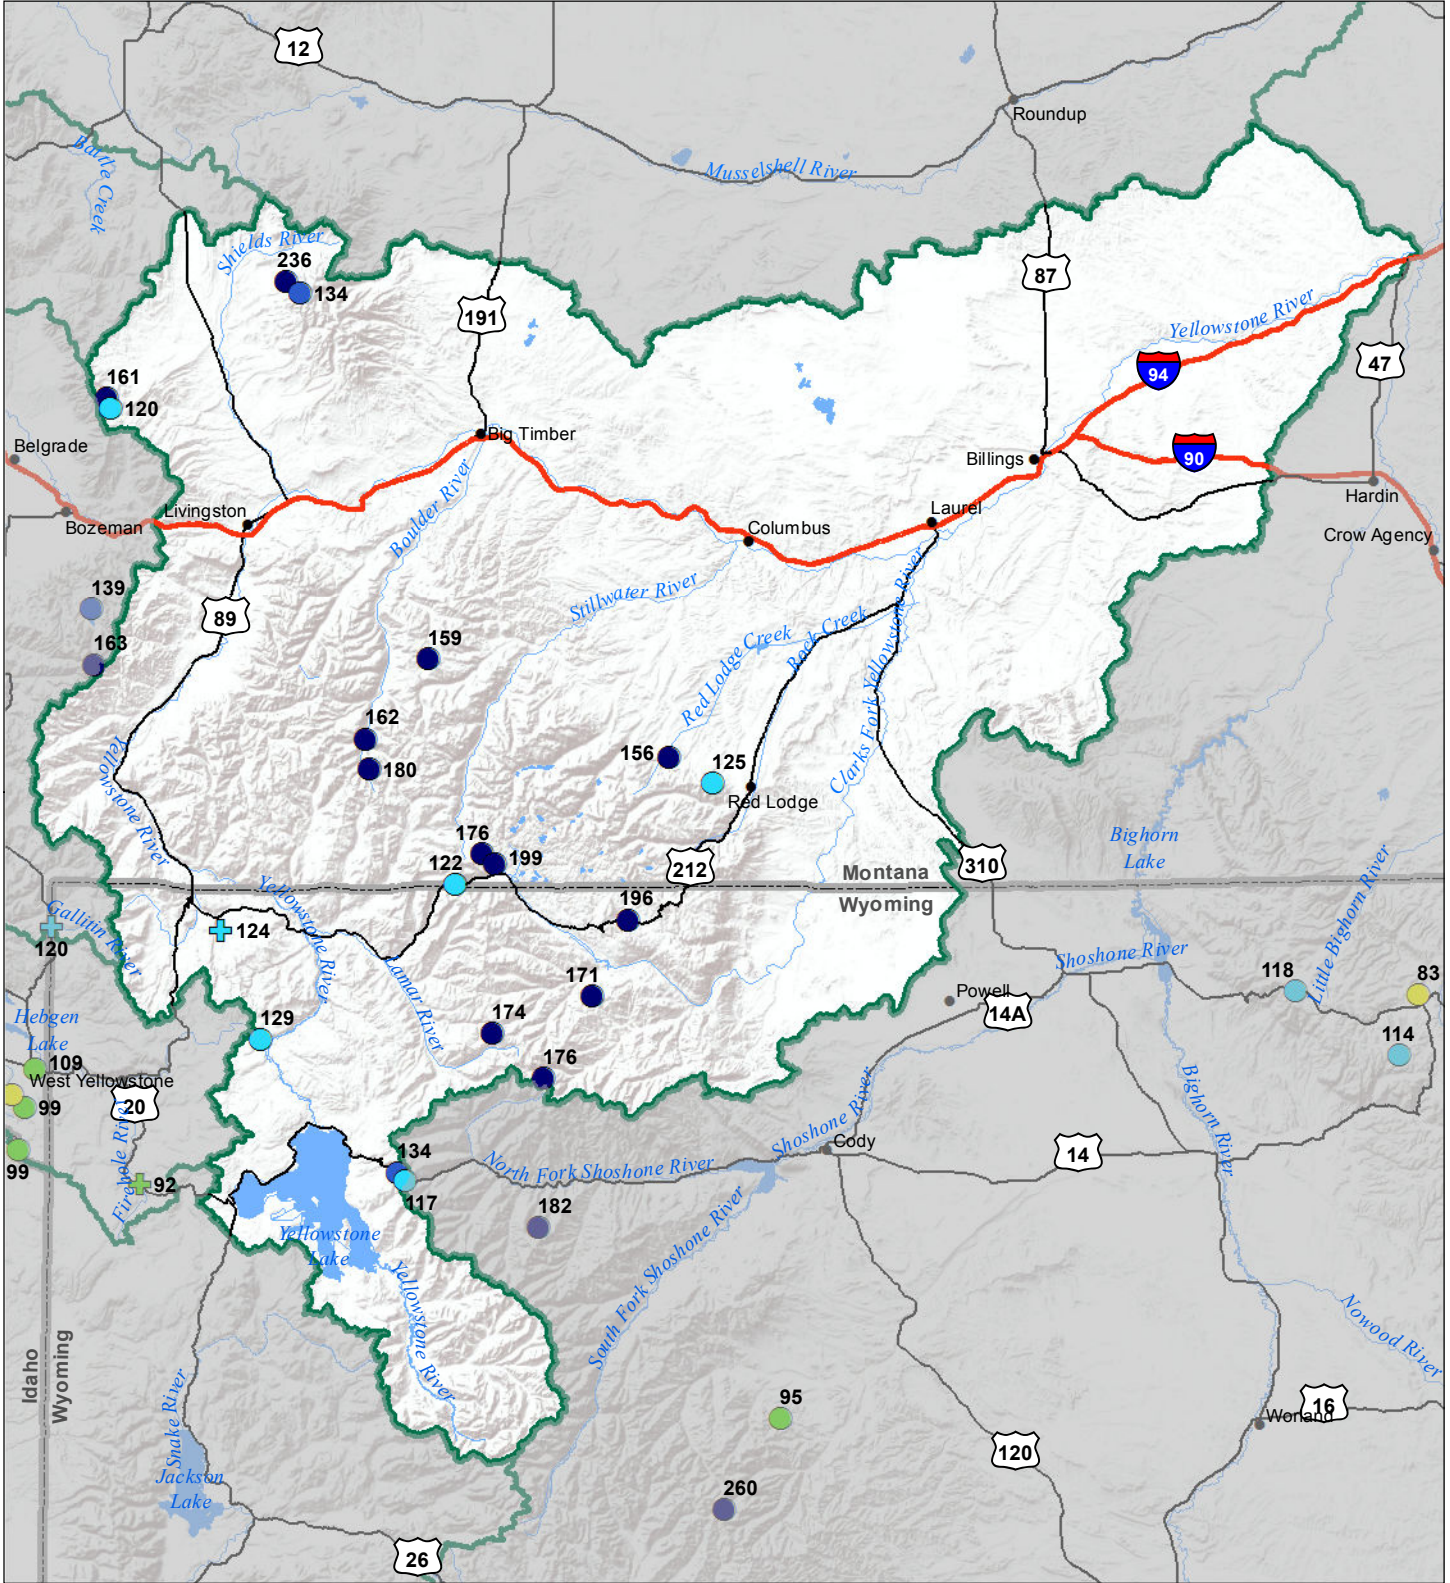 12
Roundup
Battle Creek
Musselshell River
Shields River
236
134
87
191
Yellowstone River
47
94
161
120
Big Timber
Belgrade
Billings
90
Hardin
Livingston
Laurel
Bozeman
Columbus
Crow Agency
Boulder River
139
Stillwater River
89
163
159
Red Lodge Creek
Rock Creek
Clarks Fork Yellowstone River
162
156
125
180
Red Lodge
Yellowstone River
176
199
122
212
310
Bighorn
Lake
Montana
Wyoming
196
Yellowstone River
Gallitin River
124
120
Little Bighorn River
Shoshone River
118
83
171
Lamar River
Powell
14A
Hebgen
Lake
129
174
114
109
176
West Yellowstone
99
20
Firehole River
Bighorn River
Shoshone River
Cody
14
134
North Fork Shoshone River
99
92
117
182
Yellowstone
Lake
South Fork Shoshone River
Yellowstone River
Nowood River
Idaho
Wyoming
Snake River
95
16
Worland
120
Jackson
Lake
260
26